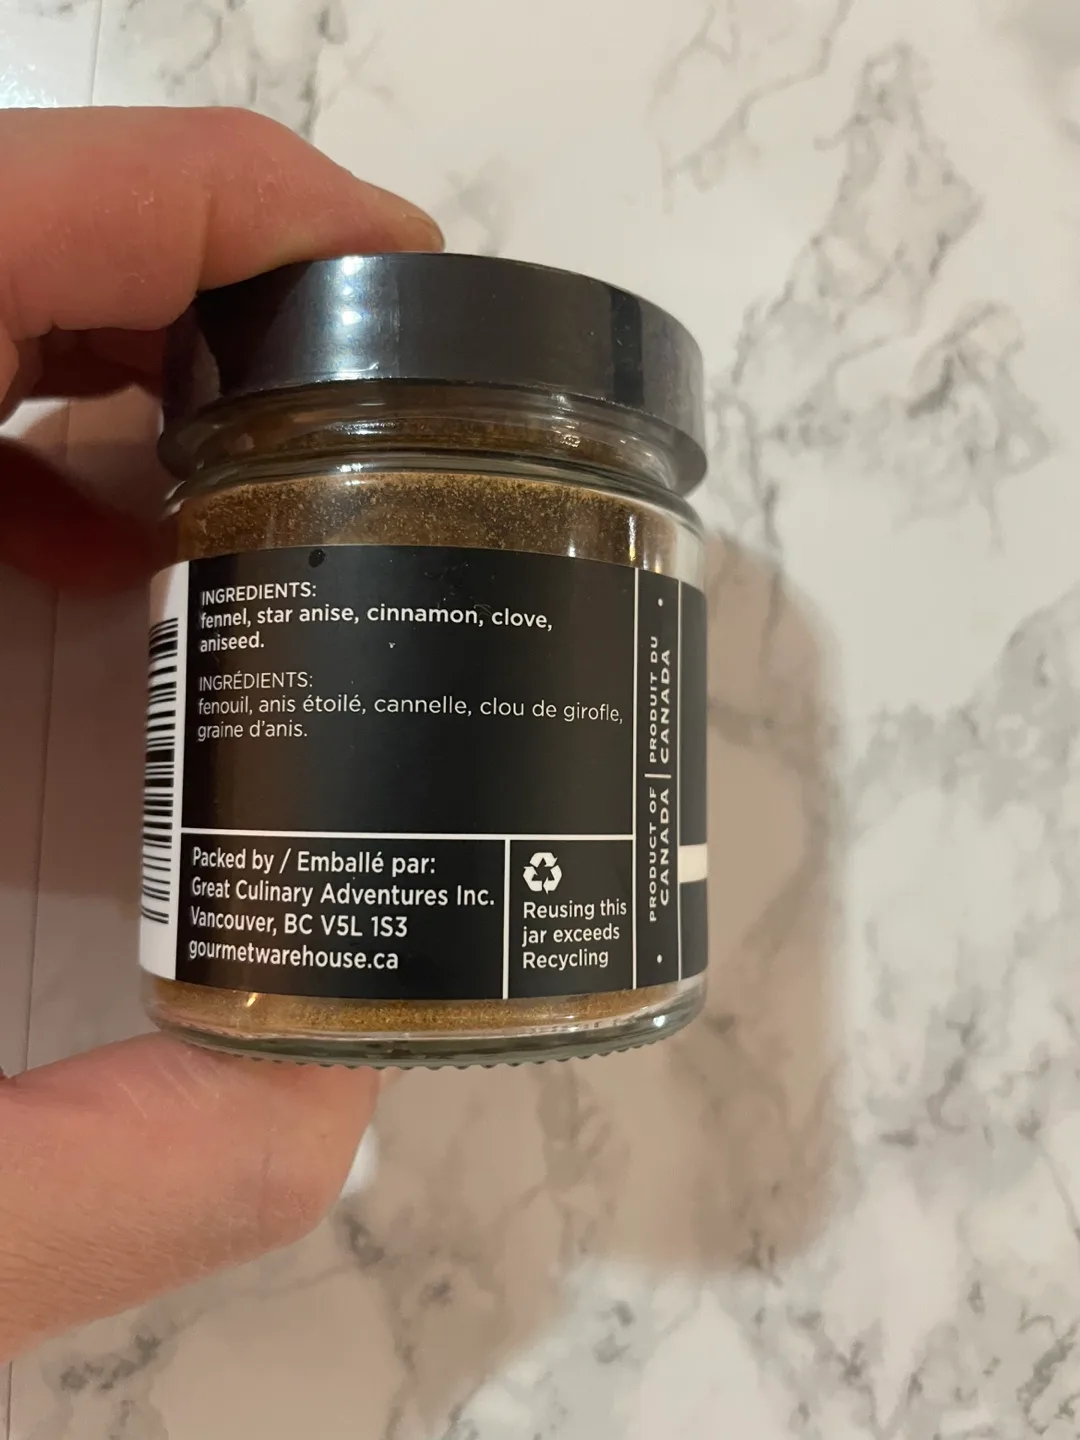 INGREDIENTS:
fennel, star anise, cinnamon, clove,
aniseed.
INGRÉDIENTS:
fenouil, anis étoilé, cannelle, clou de girofle,
graine d'anis.
Packed by / Emballé par:
Great Culinary Adventures Inc.
Vancouver, BC V5L 1S3
gourmetwarehouse.ca
Reusing this
jar exceeds
Recycling
• PRODUCT OF | PRODUIT DU •
CANADA | CANADA